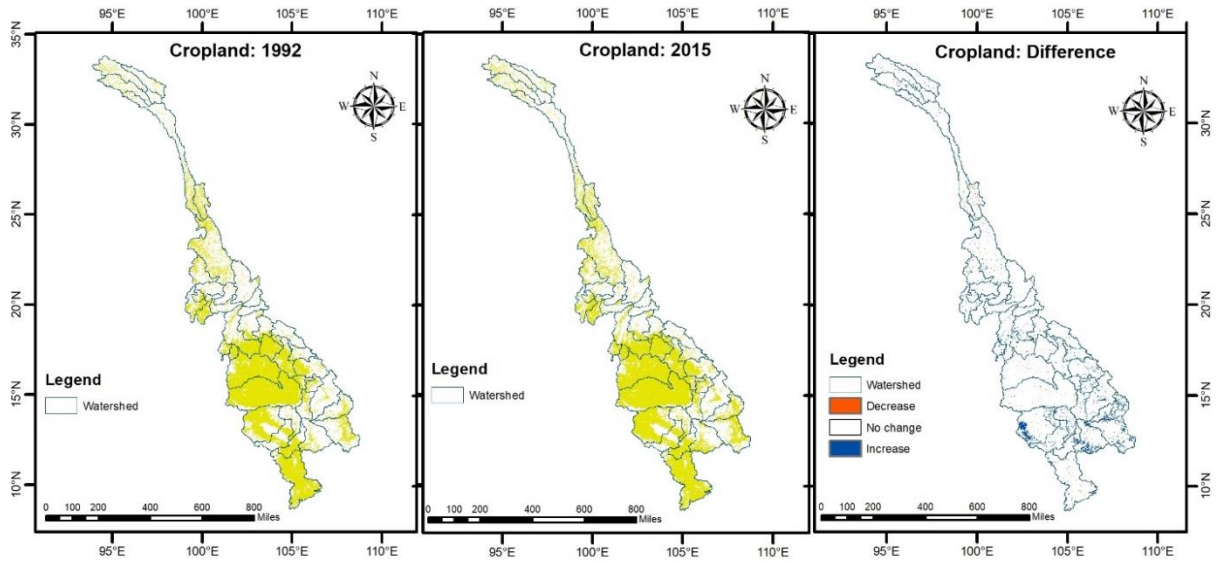 95°E 100°E 105°E 110°E 95°E 100°E 105°E 110°E 95°E 100°E 105°E 110°E
35°N
30°N
25°N
20°N
15°N
10°N
Cropland: 1992
N
W E
S
Legend
Watershed
0 100 200 400 600 800
Miles
Cropland: 2015
N
W E
S
Legend
Watershed
0 100 200 400 600 800
Miles
Cropland: Difference
N
W E
S
Legend
Watershed
Decrease
No change
Increase
0 100 200 400 600 800
Miles
30°N
25°N
20°N
15°N
10°N
95°E 100°E 105°E 110°E 95°E 100°E 105°E 110°E 95°E 100°E 105°E 110°E